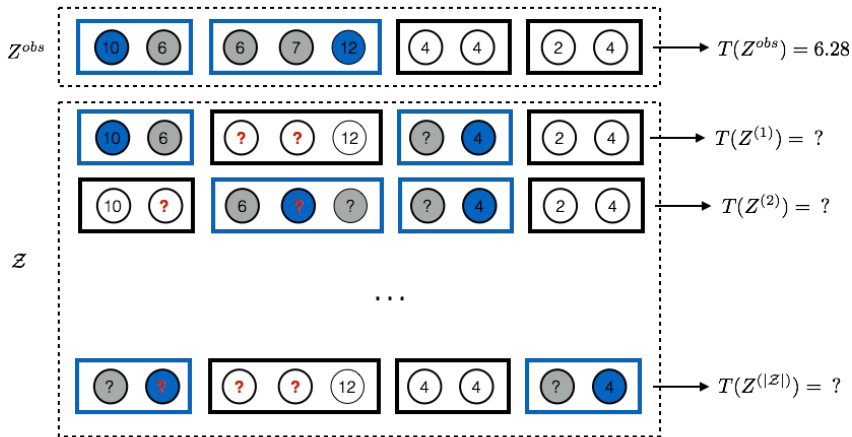 Z^{obs} 10 6 6 7 12 4 4 2 4 T(Z^{obs}) = 6.28
10 6 ? ? 12 ? 4 2 4 T(Z^{(1)}) = ?
10 ? 6 ? ? ? 4 2 4 T(Z^{(2)}) = ?
𝒵
...
? ? ? ? 12 4 4 ? 4 T(Z^{(|𝒵|)}) = ?